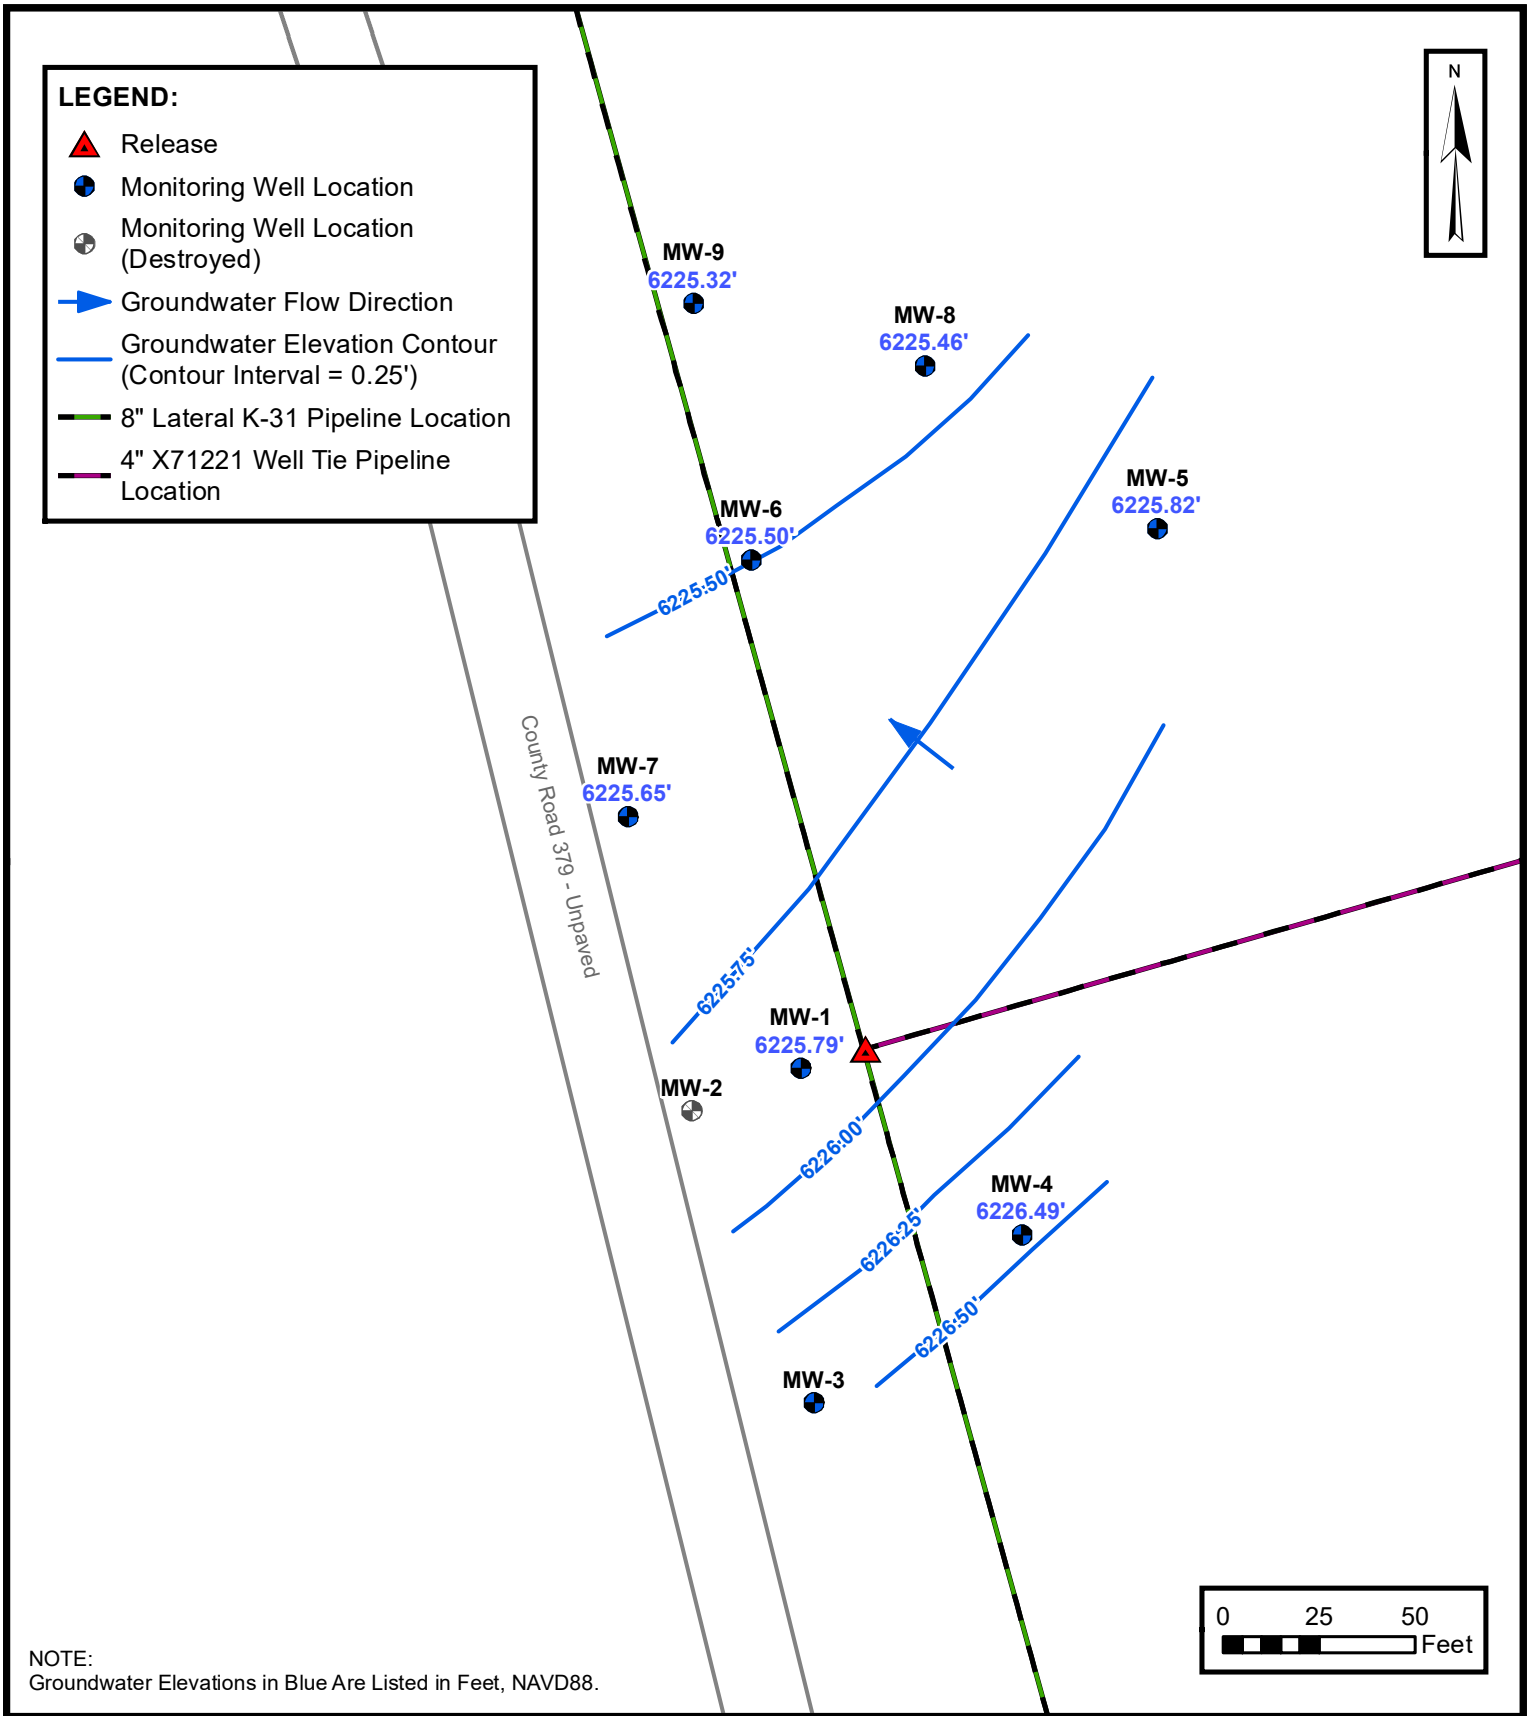 N
LEGEND:
Release
Monitoring Well Location
Monitoring Well Location
(Destroyed)
Groundwater Flow Direction
Groundwater Elevation Contour
(Contour Interval = 0.25')
8" Lateral K-31 Pipeline Location
4" X71221 Well Tie Pipeline
Location
MW-9
6225.32'
MW-8
6225.46'
MW-5
6225.82'
MW-6
6225.50'
6225.50'
County Road 379 - Unpaved
MW-7
6225.65'
6225.75'
MW-1
6225.79'
MW-2
6226.00'
MW-4
6226.49'
6226.25'
6226.50'
MW-3
0 25 50
Feet
NOTE:
Groundwater Elevations in Blue Are Listed in Feet, NAVD88.